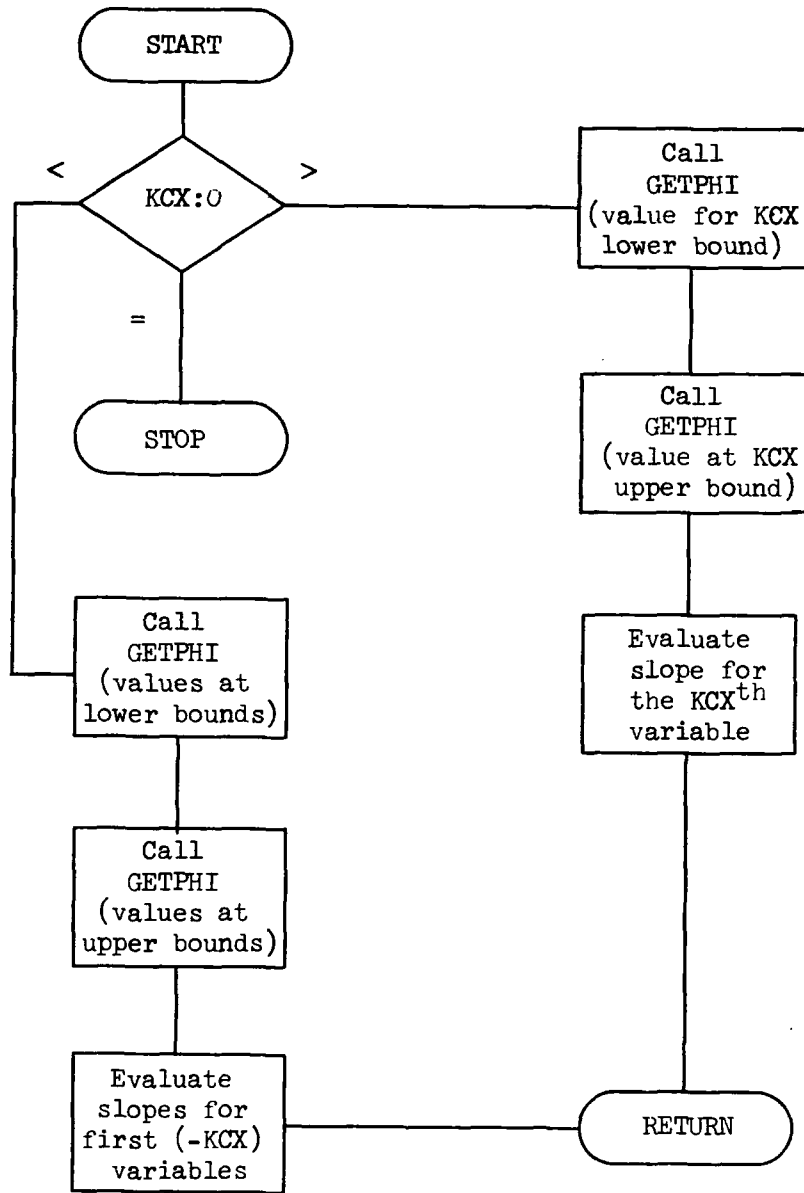 START
<
>
KCX:0
=
STOP
Call
GETPHI
(value for KCX
lower bound)
Call
GETPHI
(value at KCX
upper bound)
Evaluate
slope for
the KCXth
variable
Call
GETPHI
(values at
lower bounds)
Call
GETPHI
(values at
upper bounds)
Evaluate
slopes for
first (-KCX)
variables
RETURN